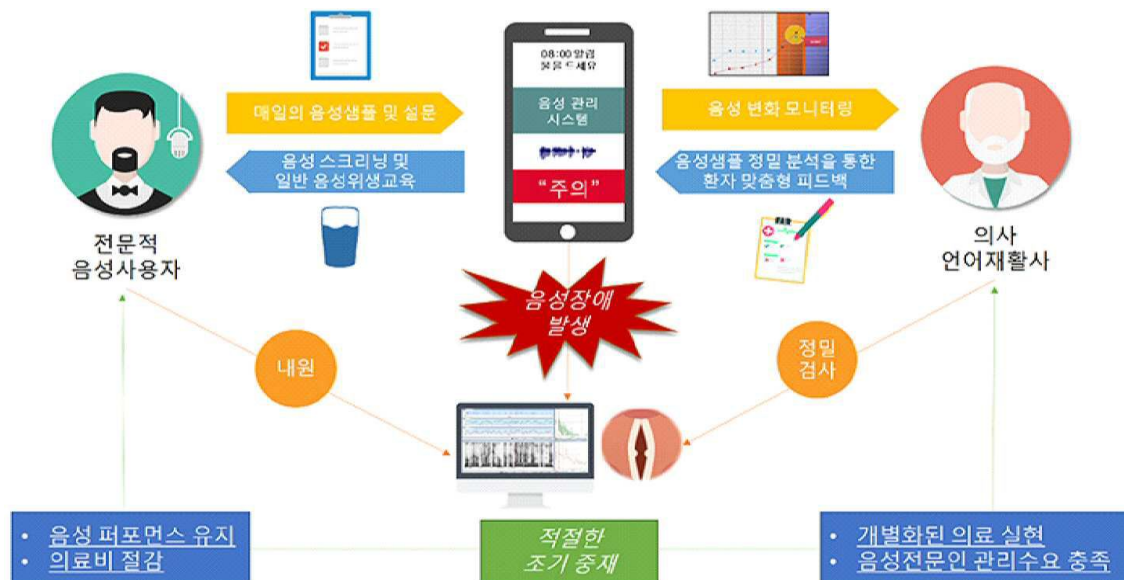 08:00 알람
음성 관리
시스템
"주의"
매일의 음성샘플 및 설문
음성 스크리닝 및
일반 음성위생교육
음성 변화 모니터링
음성샘플 정밀 분석을 통한
환자 맞춤형 피드백
전문적
음성사용자
의사
언어재활사
음성장애
발생
내원
정밀
검사
• 음성 퍼포먼스 유지
• 의료비 절감
적절한
조기 중재
• 개별화된 의료 실현
• 음성전문인 관리수요 충족